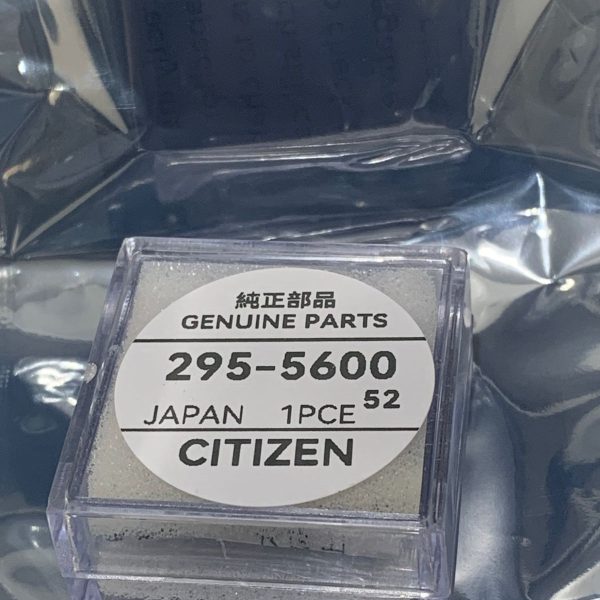 純正部品
GENUINE PARTS
295-5600
JAPAN 1PCE 52
CITIZEN